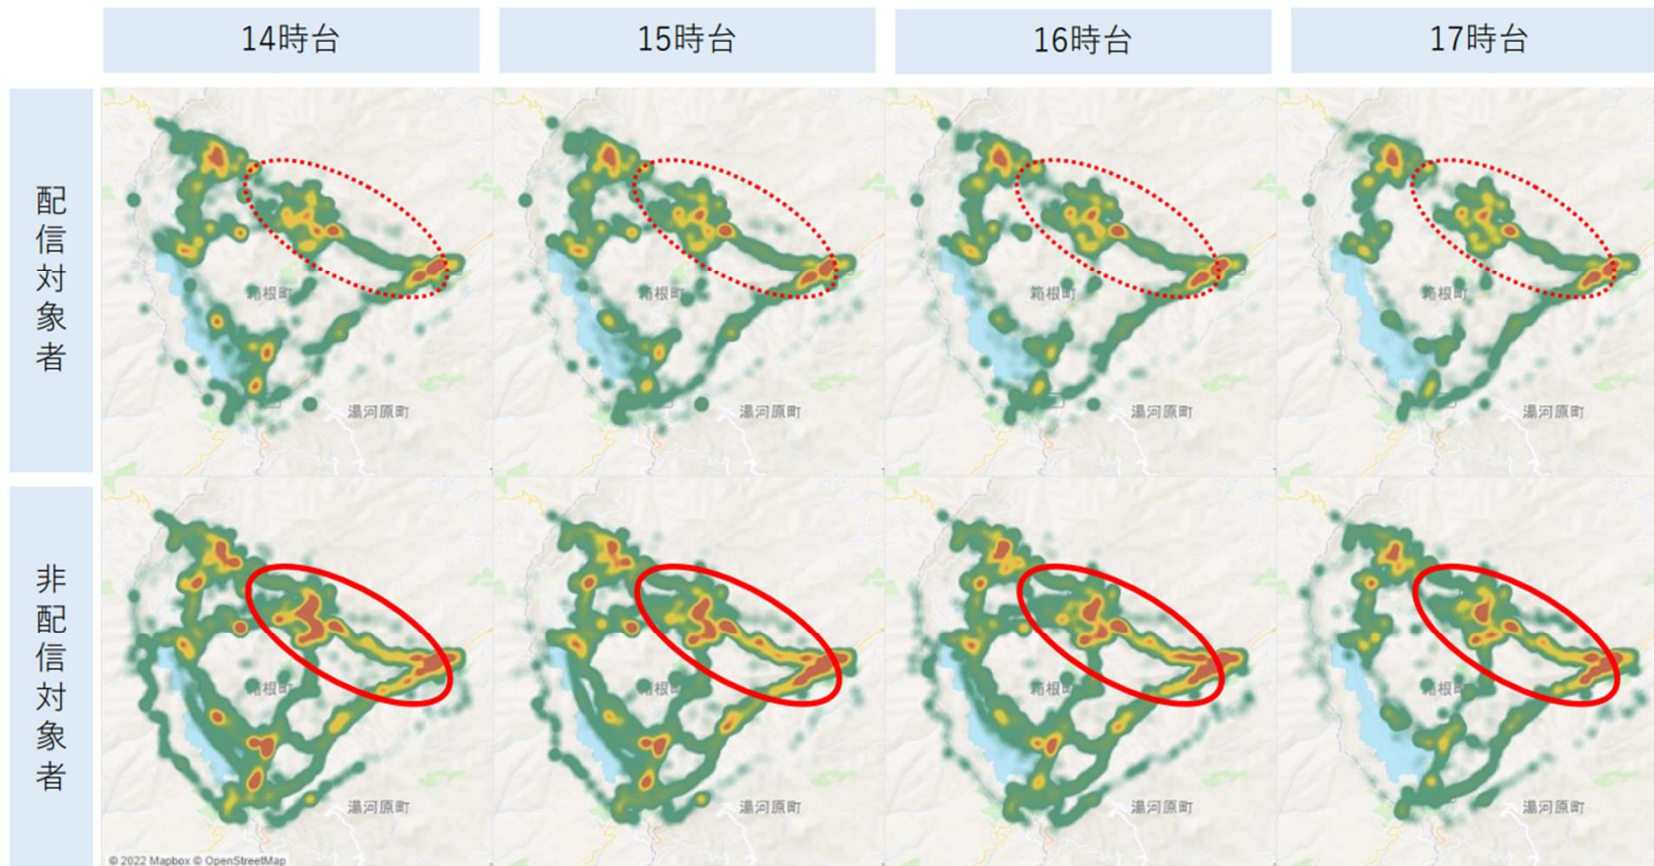 14時台
15時台
16時台
17時台
配信対象者
箱根町
湯河原町
箱根町
湯河原町
箱根町
湯河原町
箱根町
湯河原町
非配信対象者
箱根町
湯河原町
箱根町
湯河原町
箱根町
湯河原町
箱根町
湯河原町
© 2022 Mapbox © OpenStreetMap